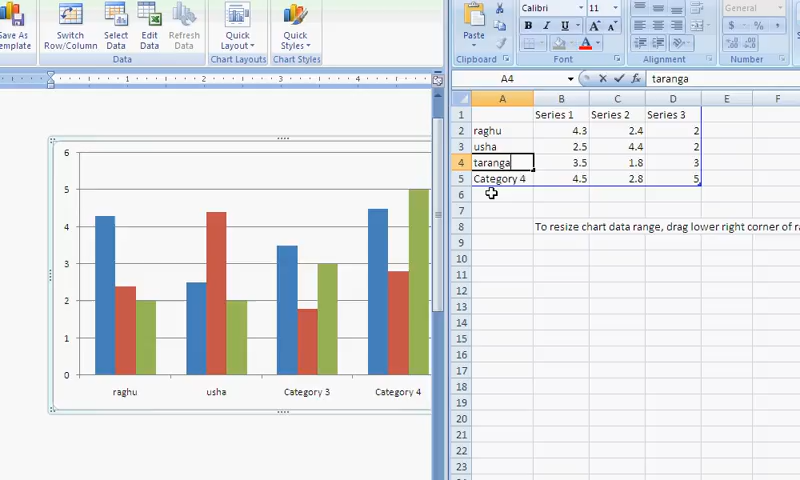 Save As Template
Switch Row/Column
Select Data
Edit Data
Refresh Data
Quick Layout
Quick Styles
Data
Chart Layouts
Chart Styles
Paste
Clipboard
Calibri 11
B I U A A
Font
Alignment
General
$ % ,
Number
A4 fx taranga
A B C D E F
1 Series 1 Series 2 Series 3
2 raghu 4.3 2.4 2
3 usha 2.5 4.4 2
4 taranga 3.5 1.8 3
5 Category 4 4.5 2.8 5
6
7
8 To resize chart data range, drag lower right corner of
9
10
11
12
13
14
15
16
17
18
19
20
21
22
23
6
5
4
3
2
1
0
raghu usha Category 3 Category 4